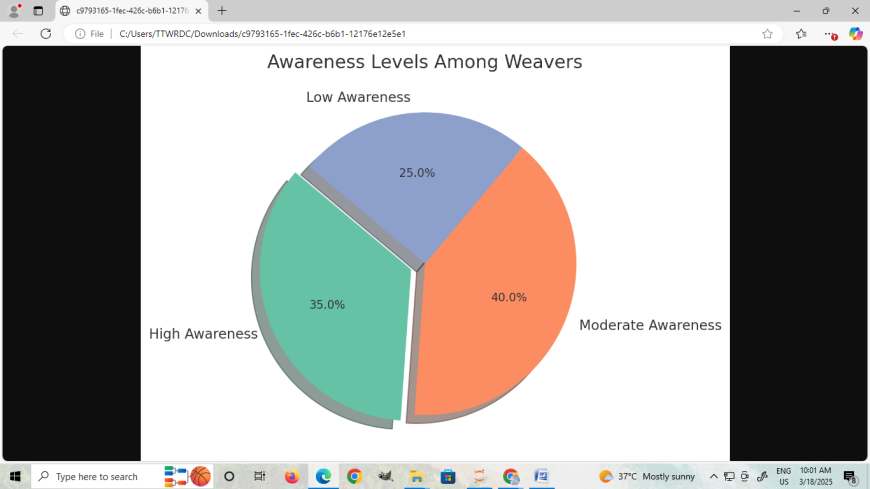 c9793165-1fec-426c-b6b1-12176
File
C:/Users/TTWRDC/Downloads/c9793165-1fec-426c-b6b1-12176e12e5e1
Awareness Levels Among Weavers
Low Awareness
25.0%
40.0%
35.0%
Moderate Awareness
High Awareness
Type here to search
37°C Mostly sunny
ENG
US
10:01 AM
3/18/2025